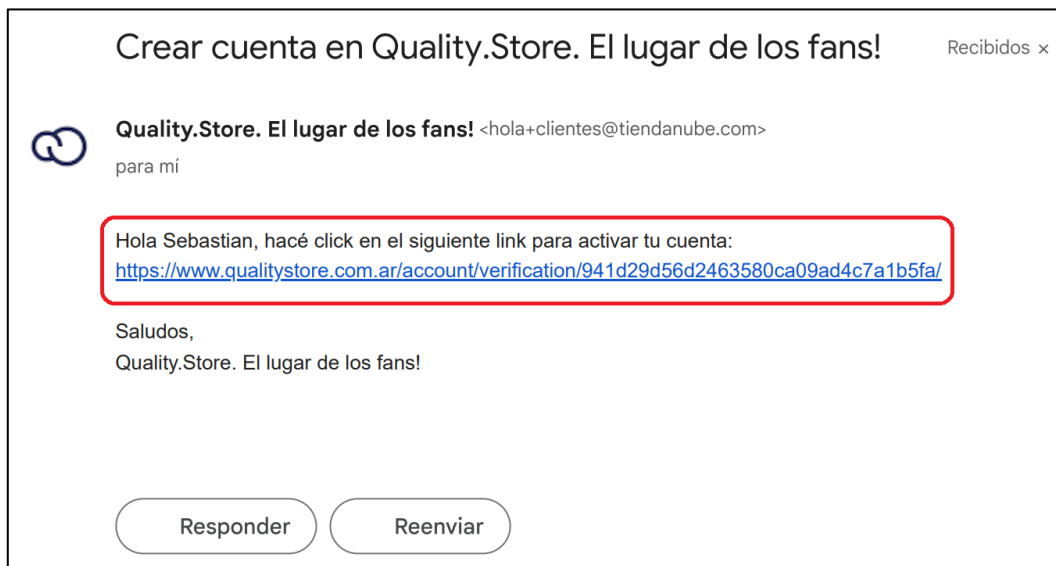 Crear cuenta en Quality.Store. El lugar de los fans! Recibidos ×
Quality.Store. El lugar de los fans! <hola+clientes@tiendanube.com>
para mí
Hola Sebastian, hacé click en el siguiente link para activar tu cuenta:
https://www.qualitystore.com.ar/account/verification/941d29d56d2463580ca09ad4c7a1b5fa/
Saludos,
Quality.Store. El lugar de los fans!
Responder Reenviar